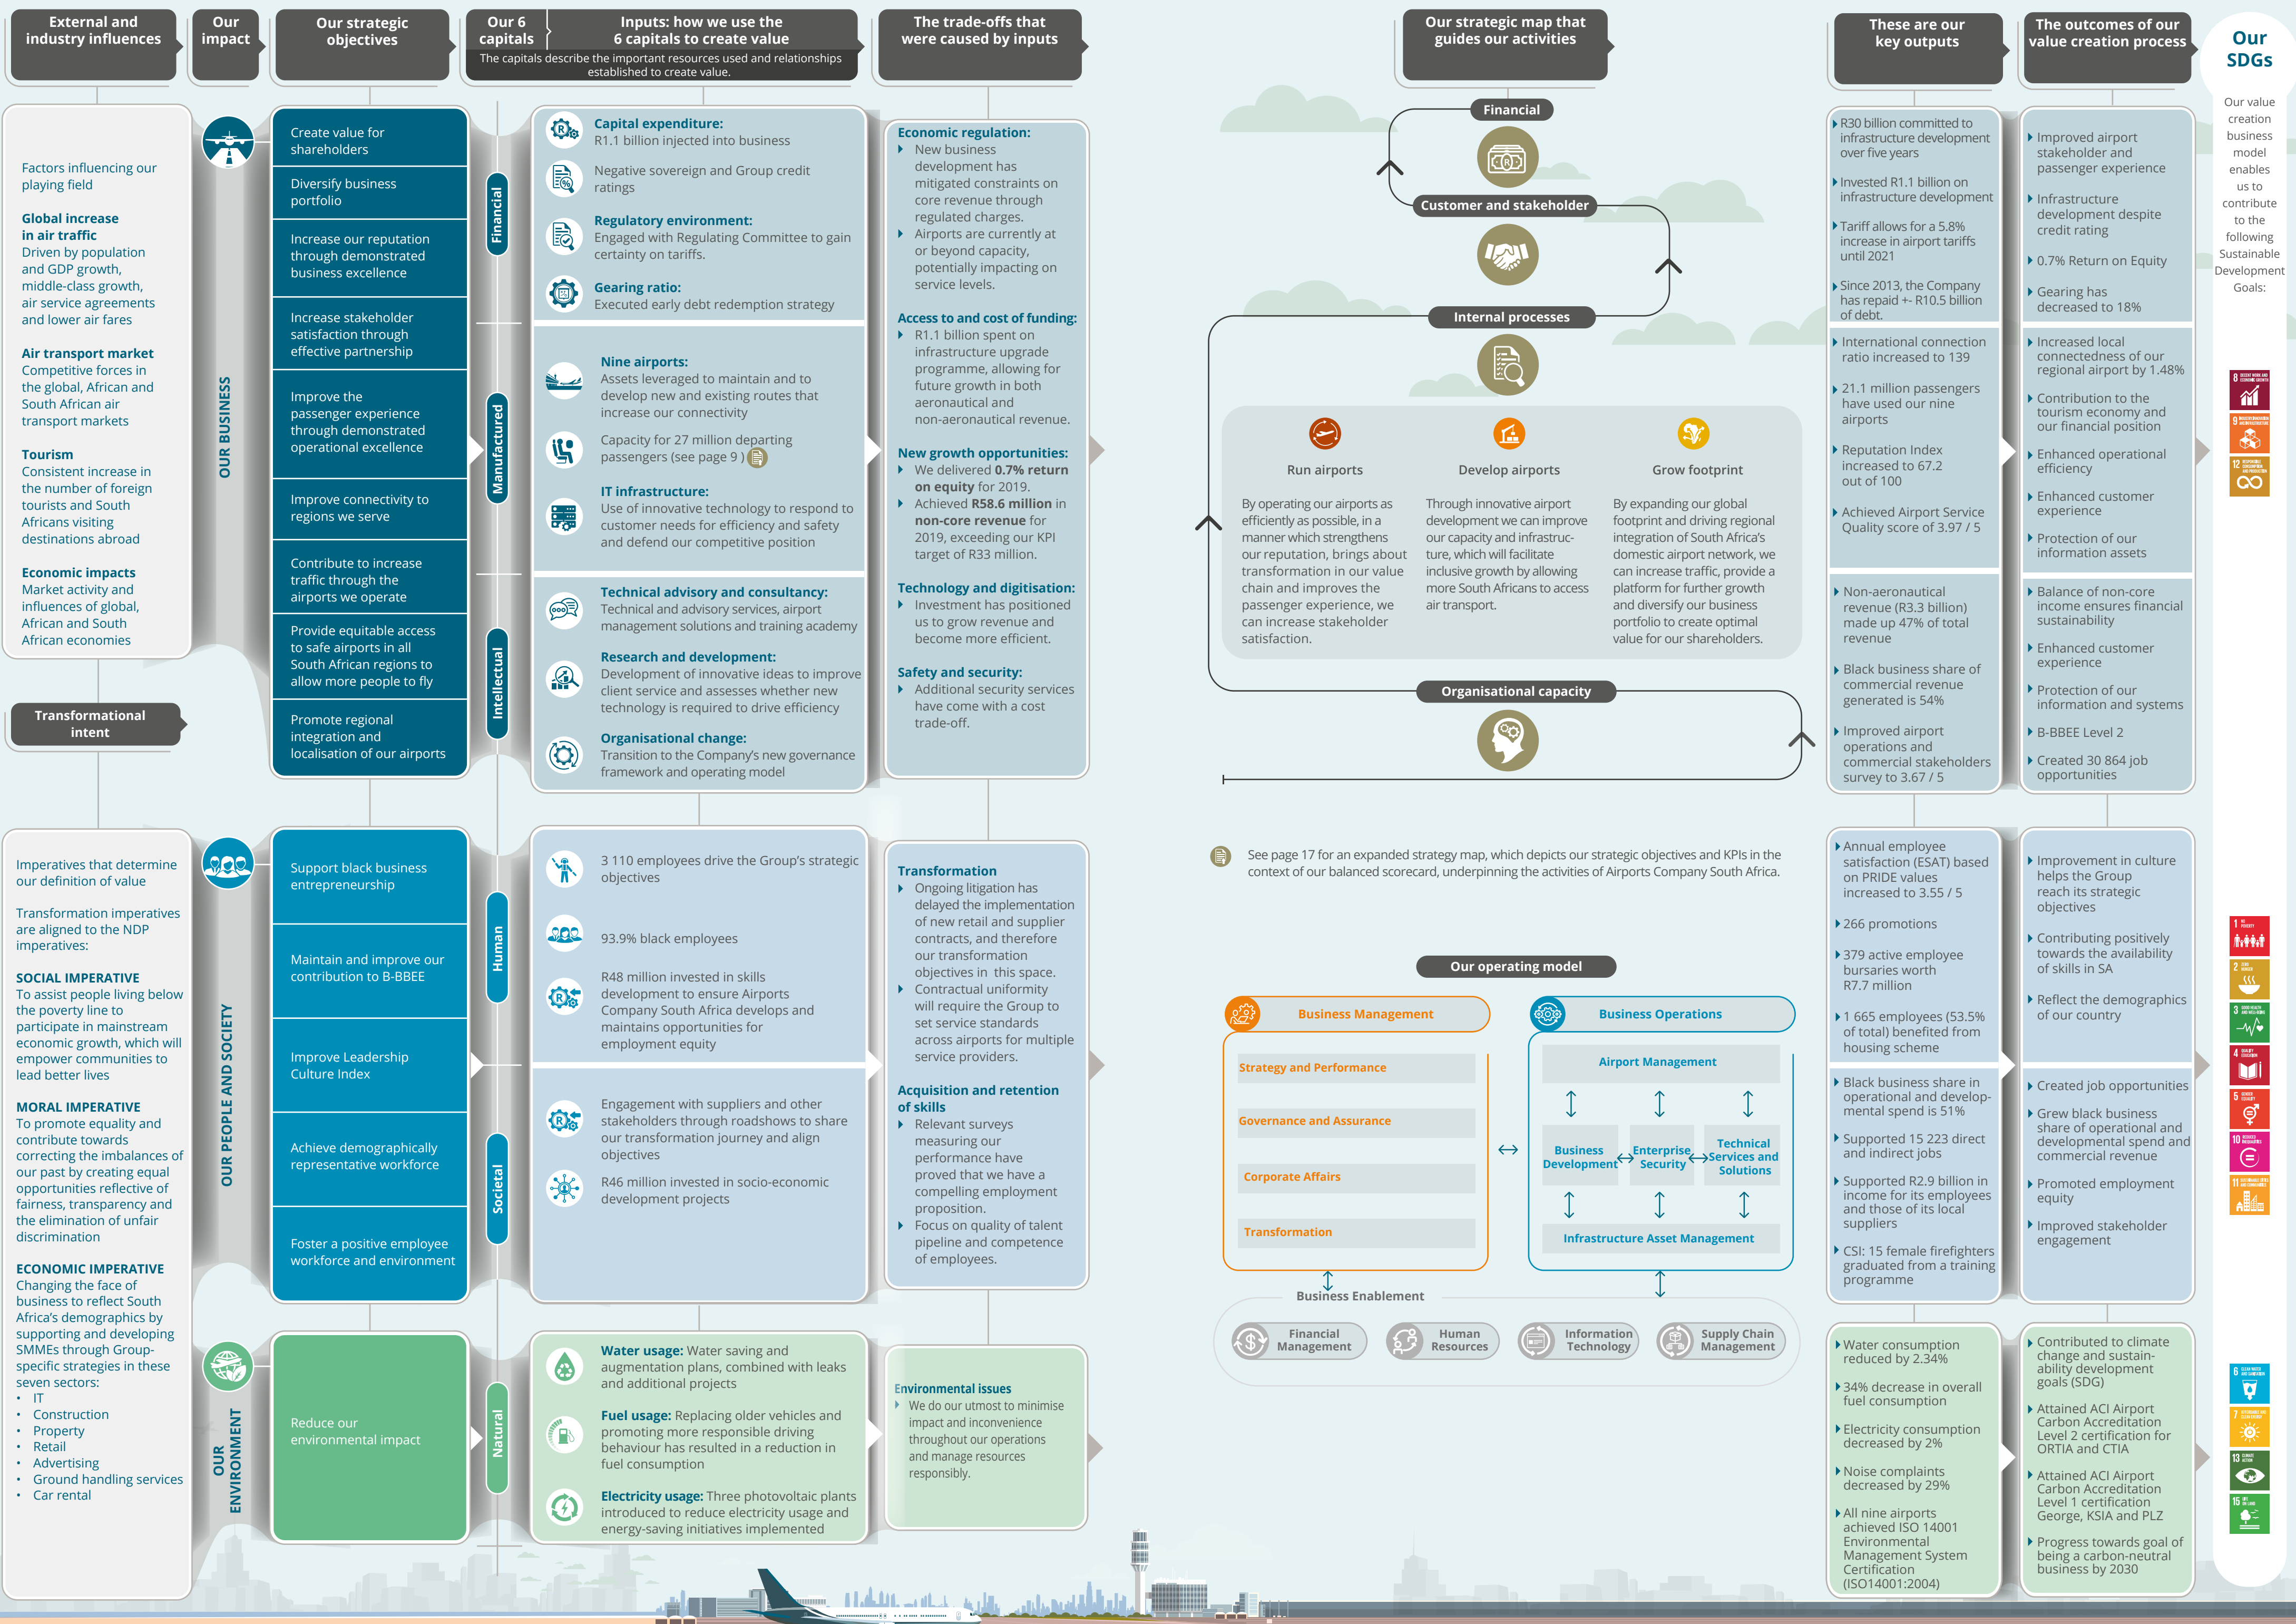 External and
industry influences
Our
impact
Our strategic
objectives
Our 6
capitals
Inputs: how we use the
6 capitals to create value
The capitals describe the important resources used and relationships
established to create value.
The trade-offs that
were caused by inputs
Our strategic map that
guides our activities
These are our
key outputs
The outcomes of our
value creation process
Our
SDGs
Factors influencing our
playing field
Global increase
in air traffic
Driven by population
and GDP growth,
middle-class growth,
air service agreements
and lower air fares
Air transport market
Competitive forces in
the global, African and
South African air
transport markets
Tourism
Consistent increase in
the number of foreign
tourists and South
Africans visiting
destinations abroad
Economic impacts
Market activity and
influences of global,
African and South
African economies
Transformational
intent
Imperatives that determine
our definition of value
Transformation imperatives
are aligned to the NDP
imperatives:
SOCIAL IMPERATIVE
To assist people living below
the poverty line to
participate in mainstream
economic growth, which will
empower communities to
lead better lives
MORAL IMPERATIVE
To promote equality and
contribute towards
correcting the imbalances of
our past by creating equal
opportunities reflective of
fairness, transparency and
the elimination of unfair
discrimination
ECONOMIC IMPERATIVE
Changing the face of
business to reflect South
Africa's demographics by
supporting and developing
SMMEs through Group-
specific strategies in these
seven sectors:
• IT
• Construction
• Property
• Retail
• Advertising
• Ground handling services
• Car rental
OUR BUSINESS
OUR PEOPLE AND SOCIETY
OUR
ENVIRONMENT
Create value for
shareholders
Diversify business
portfolio
Increase our reputation
through demonstrated
business excellence
Increase stakeholder
satisfaction through
effective partnership
Improve the
passenger experience
through demonstrated
operational excellence
Improve connectivity to
regions we serve
Contribute to increase
traffic through the
airports we operate
Provide equitable access
to safe airports in all
South African regions to
allow more people to fly
Promote regional
integration and
localisation of our airports
Support black business
entrepreneurship
Maintain and improve our
contribution to B-BBEE
Improve Leadership
Culture Index
Achieve demographically
representative workforce
Foster a positive employee
workforce and environment
Reduce our
environmental impact
Financial
Manufactured
Intellectual
Human
Societal
Natural
Capital expenditure:
R1.1 billion injected into business
Negative sovereign and Group credit
ratings
Regulatory environment:
Engaged with Regulating Committee to gain
certainty on tariffs.
Gearing ratio:
Executed early debt redemption strategy
Nine airports:
Assets leveraged to maintain and to
develop new and existing routes that
increase our connectivity
Capacity for 27 million departing
passengers (see page 9 )
IT infrastructure:
Use of innovative technology to respond to
customer needs for efficiency and safety
and defend our competitive position
Technical advisory and consultancy:
Technical and advisory services, airport
management solutions and training academy
Research and development:
Development of innovative ideas to improve
client service and assesses whether new
technology is required to drive efficiency
Organisational change:
Transition to the Company's new governance
framework and operating model
3 110 employees drive the Group's strategic
objectives
93.9% black employees
R48 million invested in skills
development to ensure Airports
Company South Africa develops and
maintains opportunities for
employment equity
Engagement with suppliers and other
stakeholders through roadshows to share
our transformation journey and align
objectives
R46 million invested in socio-economic
development projects
Water usage: Water saving and
augmentation plans, combined with leaks
and additional projects
Fuel usage: Replacing older vehicles and
promoting more responsible driving
behaviour has resulted in a reduction in
fuel consumption
Electricity usage: Three photovoltaic plants
introduced to reduce electricity usage and
energy-saving initiatives implemented
Economic regulation:
New business
development has
mitigated constraints on
core revenue through
regulated charges.
Airports are currently at
or beyond capacity,
potentially impacting on
service levels.
Access to and cost of funding:
R1.1 billion spent on
infrastructure upgrade
programme, allowing for
future growth in both
aeronautical and
non-aeronautical revenue.
New growth opportunities:
We delivered 0.7% return
on equity for 2019.
Achieved R58.6 million in
non-core revenue for
2019, exceeding our KPI
target of R33 million.
Technology and digitisation:
Investment has positioned
us to grow revenue and
become more efficient.
Safety and security:
Additional security services
have come with a cost
trade-off.
Transformation
Ongoing litigation has
delayed the implementation
of new retail and supplier
contracts, and therefore
our transformation
objectives in this space.
Contractual uniformity
will require the Group to
set service standards
across airports for multiple
service providers.
Acquisition and retention
of skills
Relevant surveys
measuring our
performance have
proved that we have a
compelling employment
proposition.
Focus on quality of talent
pipeline and competence
of employees.
Environmental issues
We do our utmost to minimise
impact and inconvenience
throughout our operations
and manage resources
responsibly.
Financial
Customer and stakeholder
Internal processes
Run airports
By operating our airports as
efficiently as possible, in a
manner which strengthens
our reputation, brings about
transformation in our value
chain and improves the
passenger experience, we
can increase stakeholder
satisfaction.
Develop airports
Through innovative airport
development we can improve
our capacity and infrastruc-
ture, which will facilitate
inclusive growth by allowing
more South Africans to access
air transport.
Grow footprint
By expanding our global
footprint and driving regional
integration of South Africa's
domestic airport network, we
can increase traffic, provide a
platform for further growth
and diversify our business
portfolio to create optimal
value for our shareholders.
Organisational capacity
See page 17 for an expanded strategy map, which depicts our strategic objectives and KPIs in the
context of our balanced scorecard, underpinning the activities of Airports Company South Africa.
Our operating model
Business Management
Strategy and Performance
Governance and Assurance
Corporate Affairs
Transformation
Business Operations
Airport Management
Business
Development
Enterprise
Security
Technical
Services and
Solutions
Infrastructure Asset Management
Business Enablement
Financial
Management
Human
Resources
Information
Technology
Supply Chain
Management
R30 billion committed to
infrastructure development
over five years
Invested R1.1 billion on
infrastructure development
Tariff allows for a 5.8%
increase in airport tariffs
until 2021
Since 2013, the Company
has repaid +- R10.5 billion
of debt.
International connection
ratio increased to 139
21.1 million passengers
have used our nine
airports
Reputation Index
increased to 67.2
out of 100
Achieved Airport Service
Quality score of 3.97 / 5
Non-aeronautical
revenue (R3.3 billion)
made up 47% of total
revenue
Black business share of
commercial revenue
generated is 54%
Improved airport
operations and
commercial stakeholders
survey to 3.67 / 5
Annual employee
satisfaction (ESAT) based
on PRIDE values
increased to 3.55 / 5
266 promotions
379 active employee
bursaries worth
R7.7 million
1 665 employees (53.5%
of total) benefited from
housing scheme
Black business share in
operational and develop-
mental spend is 51%
Supported 15 223 direct
and indirect jobs
Supported R2.9 billion in
income for its employees
and those of its local
suppliers
CSI: 15 female firefighters
graduated from a training
programme
Water consumption
reduced by 2.34%
34% decrease in overall
fuel consumption
Electricity consumption
decreased by 2%
Noise complaints
decreased by 29%
All nine airports
achieved ISO 14001
Environmental
Management System
Certification
(ISO14001:2004)
Improved airport
stakeholder and
passenger experience
Infrastructure
development despite
credit rating
0.7% Return on Equity
Gearing has
decreased to 18%
Increased local
connectedness of our
regional airport by 1.48%
Contribution to the
tourism economy and
our financial position
Enhanced operational
efficiency
Enhanced customer
experience
Protection of our
information assets
Balance of non-core
income ensures financial
sustainability
Enhanced customer
experience
Protection of our
information and systems
B-BBEE Level 2
Created 30 864 job
opportunities
Improvement in culture
helps the Group
reach its strategic
objectives
Contributing positively
towards the availability
of skills in SA
Reflect the demographics
of our country
Created job opportunities
Grew black business
share of operational and
developmental spend and
commercial revenue
Promoted employment
equity
Improved stakeholder
engagement
Contributed to climate
change and sustain-
ability development
goals (SDG)
Attained ACI Airport
Carbon Accreditation
Level 2 certification for
ORTIA and CTIA
Attained ACI Airport
Carbon Accreditation
Level 1 certification
George, KSIA and PLZ
Progress towards goal of
being a carbon-neutral
business by 2030
Our value
creation
business
model
enables
us to
contribute
to the
following
Sustainable
Development
Goals:
8
9
12
1
2
3
4
5
10
11
6
7
13
15